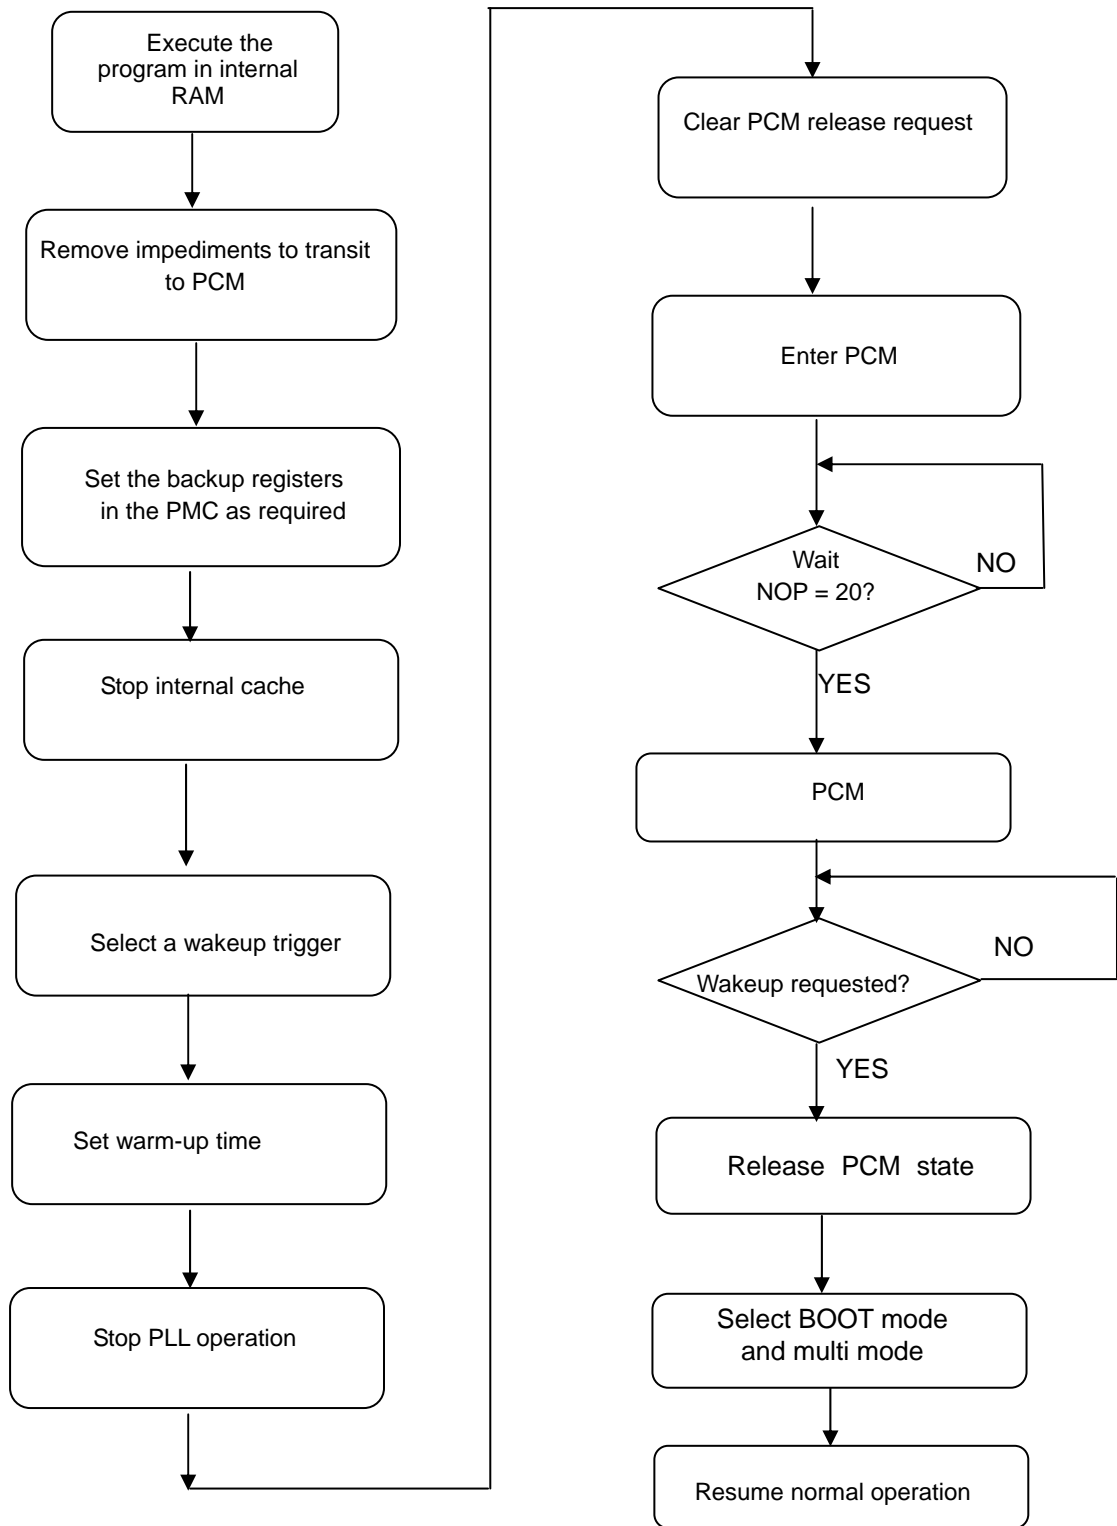 Execute the
program in internal
RAM
Remove impediments to transit
to PCM
Set the backup registers
in the PMC as required
Stop internal cache
Select a wakeup trigger
Set warm-up time
Stop PLL operation
Clear PCM release request
Enter PCM
Wait
NOP = 20?
NO
YES
PCM
Wakeup requested?
NO
YES
Release PCM state
Select BOOT mode
and multi mode
Resume normal operation